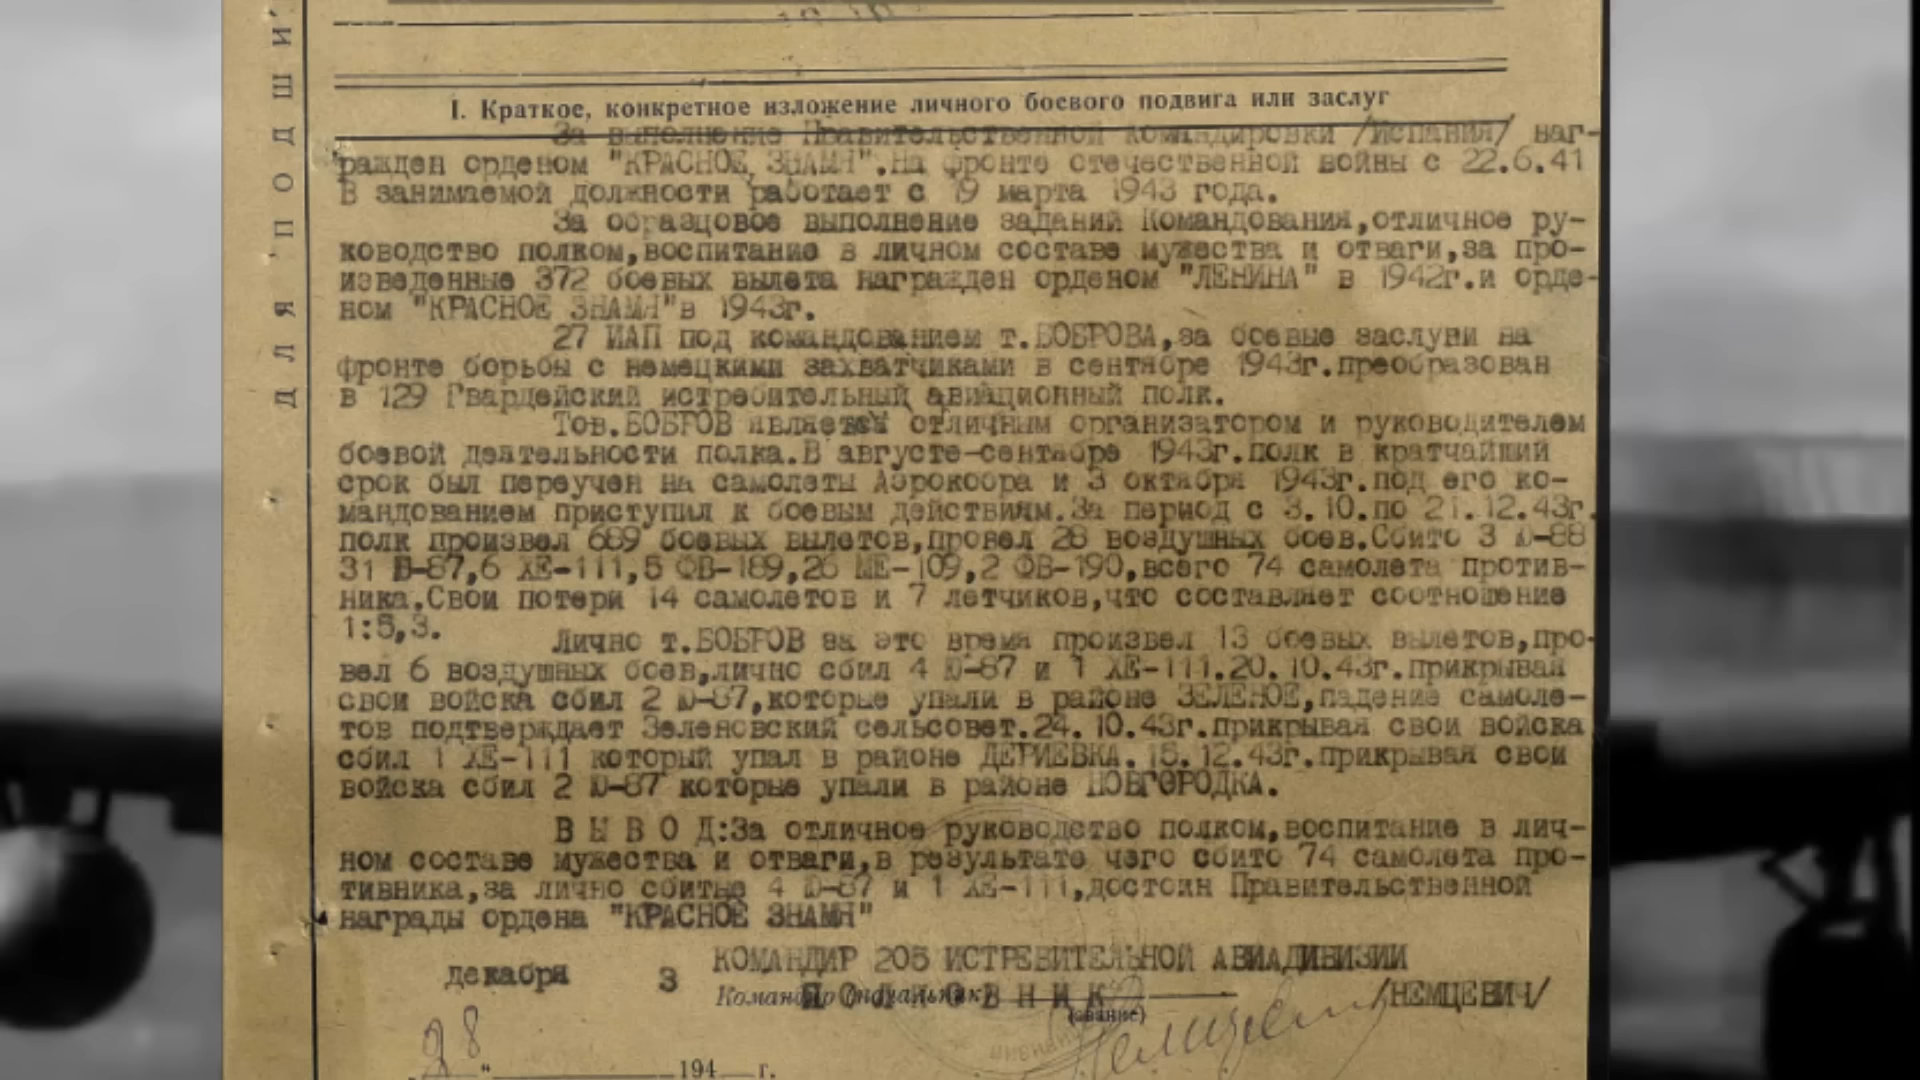 ДЛЯ ПОДШИ
I. Краткое, конкретное изложение личного боевого подвига или заслуг
За выполнение Правительственной командировки /Испания/ наг-
ражден орденом "КРАСНОЕ ЗНАМЯ".На фронте отечественной войны с 22.6.41
В занимаемой должности работает с 19 марта 1943 года.
За образцовое выполнение заданий Командования,отличное ру-
ководство полком,воспитание в личном составе мужества и отваги,за про-
изведенные 372 боевых вылета награжден орденом "ЛЕНИНА" в 1942г.и орде-
ном "КРАСНОЕ ЗНАМЯ"в 1943г.
27 ИАП под командованием т.БОБРОВА,за боевые заслуги на
фронте борьбы с немецкими захватчиками в сентябре 1943г.преобразован
в 129 Гвардейский истребительный авиационный полк.
Тов.БОБРОВ является отличным организатором и руководителем
боевой деятельности полка.В августе-сентябре 1943г.полк в кратчайший
срок был переучен на самолеты Аэрокобра и 3 октября 1943г.под его ко-
мандованием приступил к боевым действиям.За период с 3.10.по 21.12.43г.
полк произвел 669 боевых вылетов,провел 28 воздушных боев.Сбито 3 Ю-88
31 Ю-87,6 ХЕ-111,5 ФВ-189,26 МЕ-109,2 ФВ-190,всего 74 самолета против-
ника.Свои потери 14 самолетов и 7 летчиков,что составляет соотношение
1:5,3.
Лично т.БОБРОВ за это время произвел 13 боевых вылетов,про-
вел 6 воздушных боев,лично сбил 4 Ю-87 и 1 ХЕ-111.20.10.43г.прикрывая
свои войска сбил 2 Ю-87,которые упали в районе ЗЕЛЕНОЕ,падение самоле-
тов подтверждает Зеленовский сельсовет.24.10.43г.прикрывая свои войска
сбил 1 ХЕ-111 который упал в районе ДЕРИЕВКА.15.12.43г.прикрывая свои
войска сбил 2 Ю-87 которые упали в районе НОВГОРОДКА.
В Ы В О Д:За отличное руководство полком,воспитание в лич-
ном составе мужества и отваги,в результате чего сбито 74 самолета про-
тивника,за лично сбитые 4 Ю-87 и 1 ХЕ-111,достоин Правительственной
награды ордена "КРАСНОЕ ЗНАМЯ"
КОМАНДИР 205 ИСТРЕБИТЕЛЬНОЙ АВИАДИВИЗИИ
декабря 3
Командир (начальник) П О Л К О В Н И К /НЕМЦЕВИЧ/
(звание)
28 " 194 г.